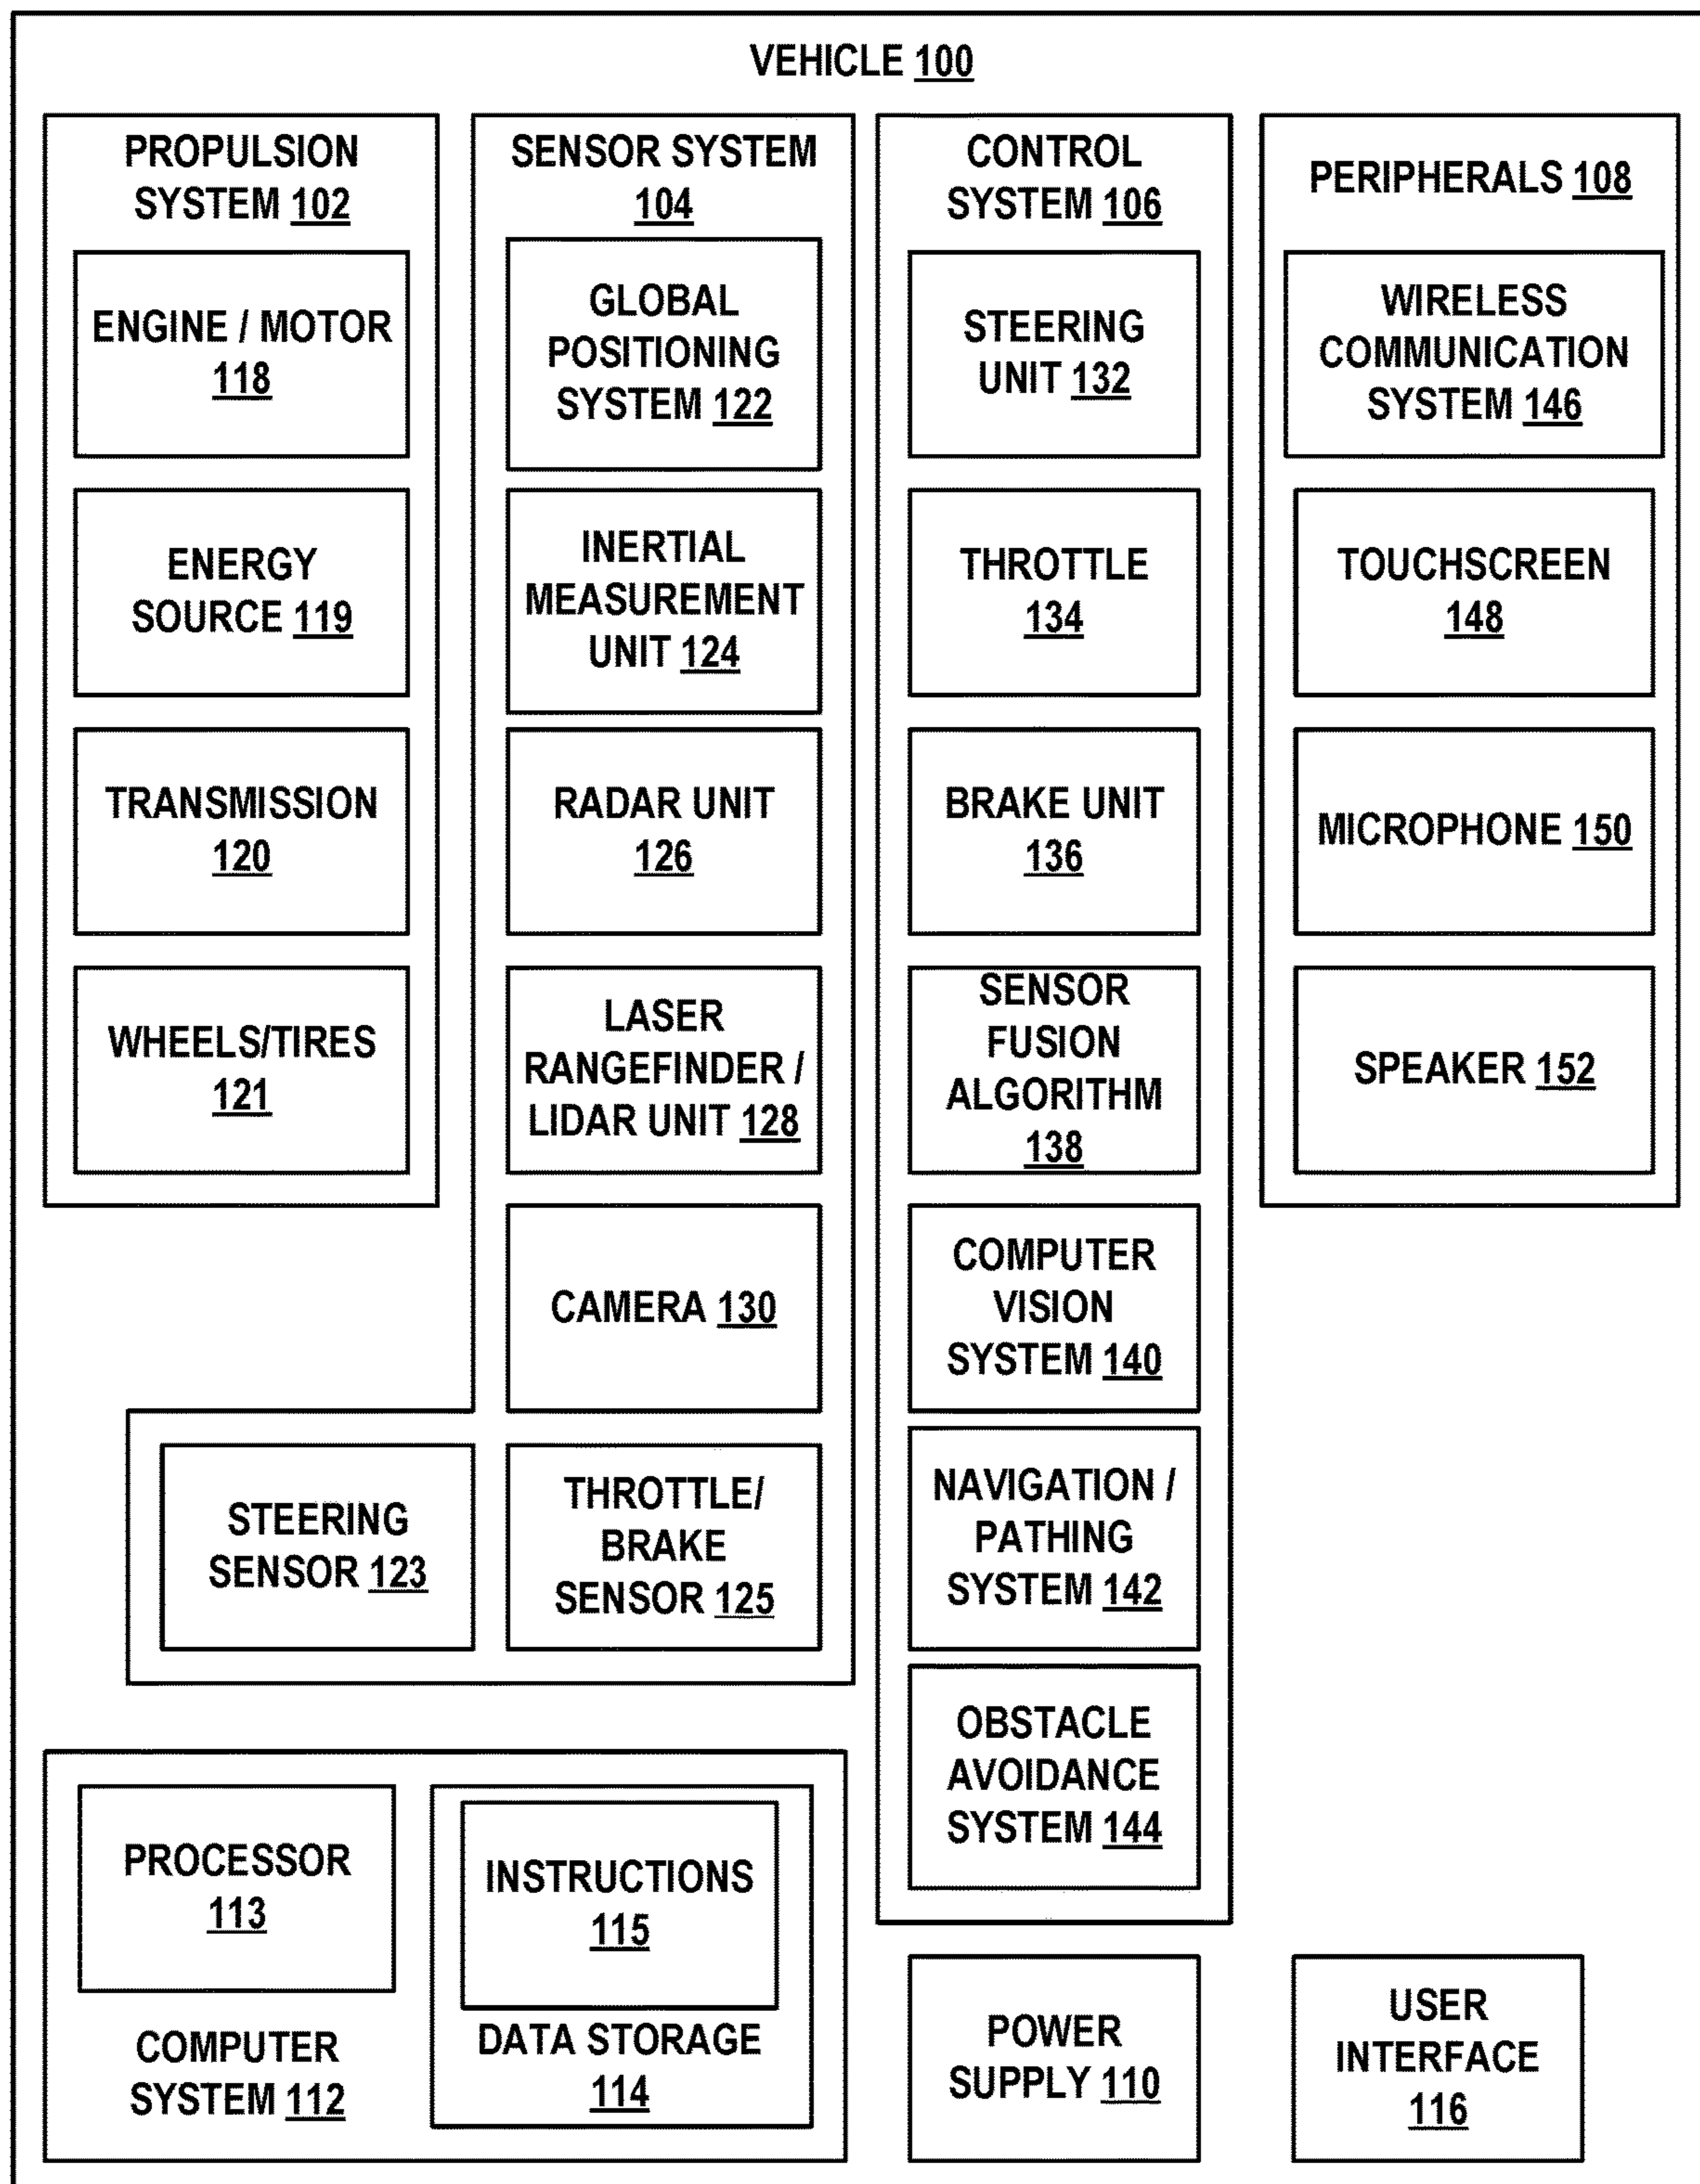 VEHICLE 100
PROPULSION
SYSTEM 102
ENGINE / MOTOR
118
ENERGY
SOURCE 119
TRANSMISSION
120
WHEELS/TIRES
121
SENSOR SYSTEM
104
GLOBAL
POSITIONING
SYSTEM 122
INERTIAL
MEASUREMENT
UNIT 124
RADAR UNIT
126
LASER
RANGEFINDER /
LIDAR UNIT 128
CAMERA 130
STEERING
SENSOR 123
THROTTLE/
BRAKE
SENSOR 125
CONTROL
SYSTEM 106
STEERING
UNIT 132
THROTTLE
134
BRAKE UNIT
136
SENSOR
FUSION
ALGORITHM
138
COMPUTER
VISION
SYSTEM 140
NAVIGATION /
PATHING
SYSTEM 142
OBSTACLE
AVOIDANCE
SYSTEM 144
PERIPHERALS 108
WIRELESS
COMMUNICATION
SYSTEM 146
TOUCHSCREEN
148
MICROPHONE 150
SPEAKER 152
PROCESSOR
113
COMPUTER
SYSTEM 112
INSTRUCTIONS
115
DATA STORAGE
114
POWER
SUPPLY 110
USER
INTERFACE
116